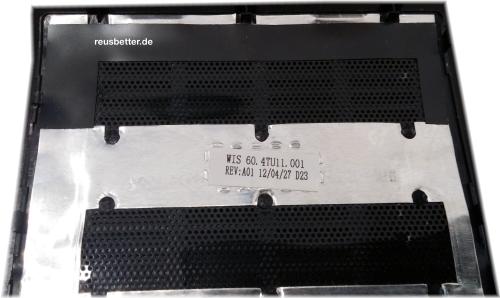 reusbetter.de
WIS 60.4TU11.001
REV:A01 12/04/27 D23